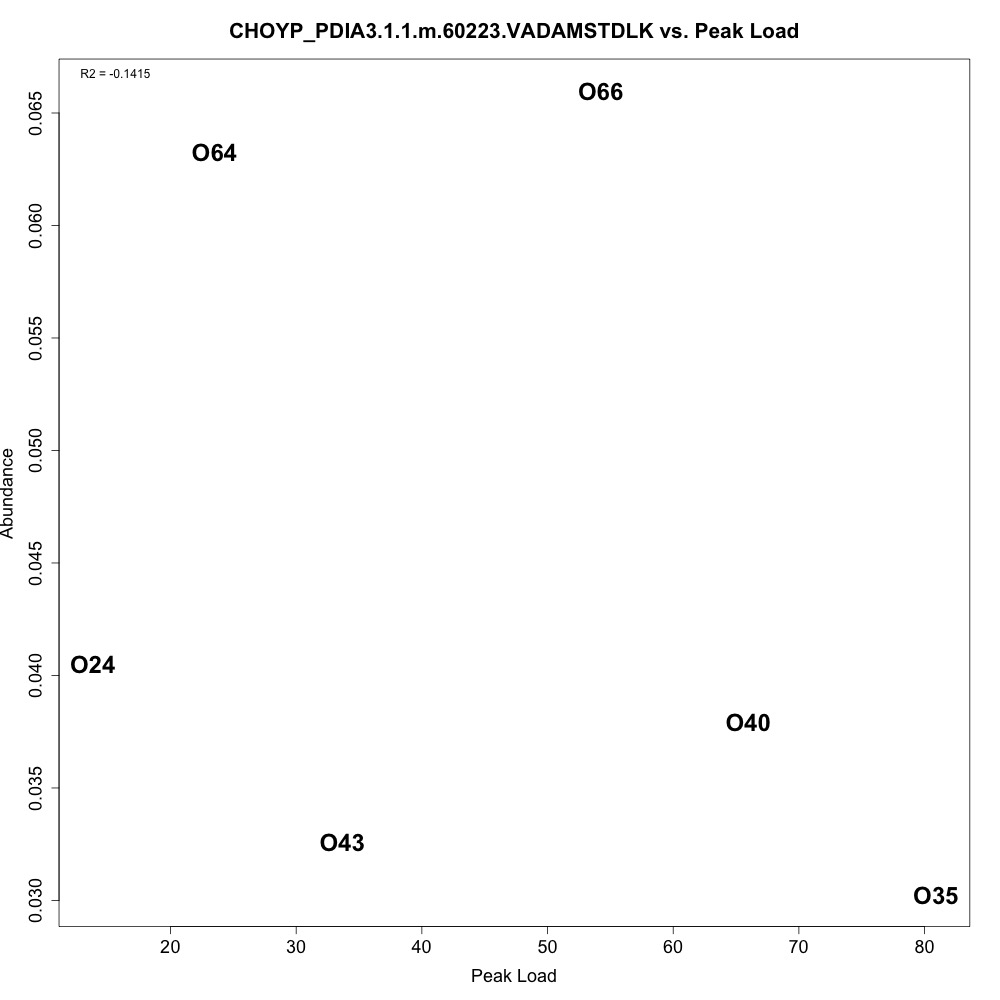 CHOYP_PDIA3.1.1.m.60223.VADAMSTDLK vs. Peak Load
R2 = -0.1415
O66
O64
O24
O40
O43
O35
Abundance
0.065
0.060
0.055
0.050
0.045
0.040
0.035
0.030
20 30 40 50 60 70 80
Peak Load